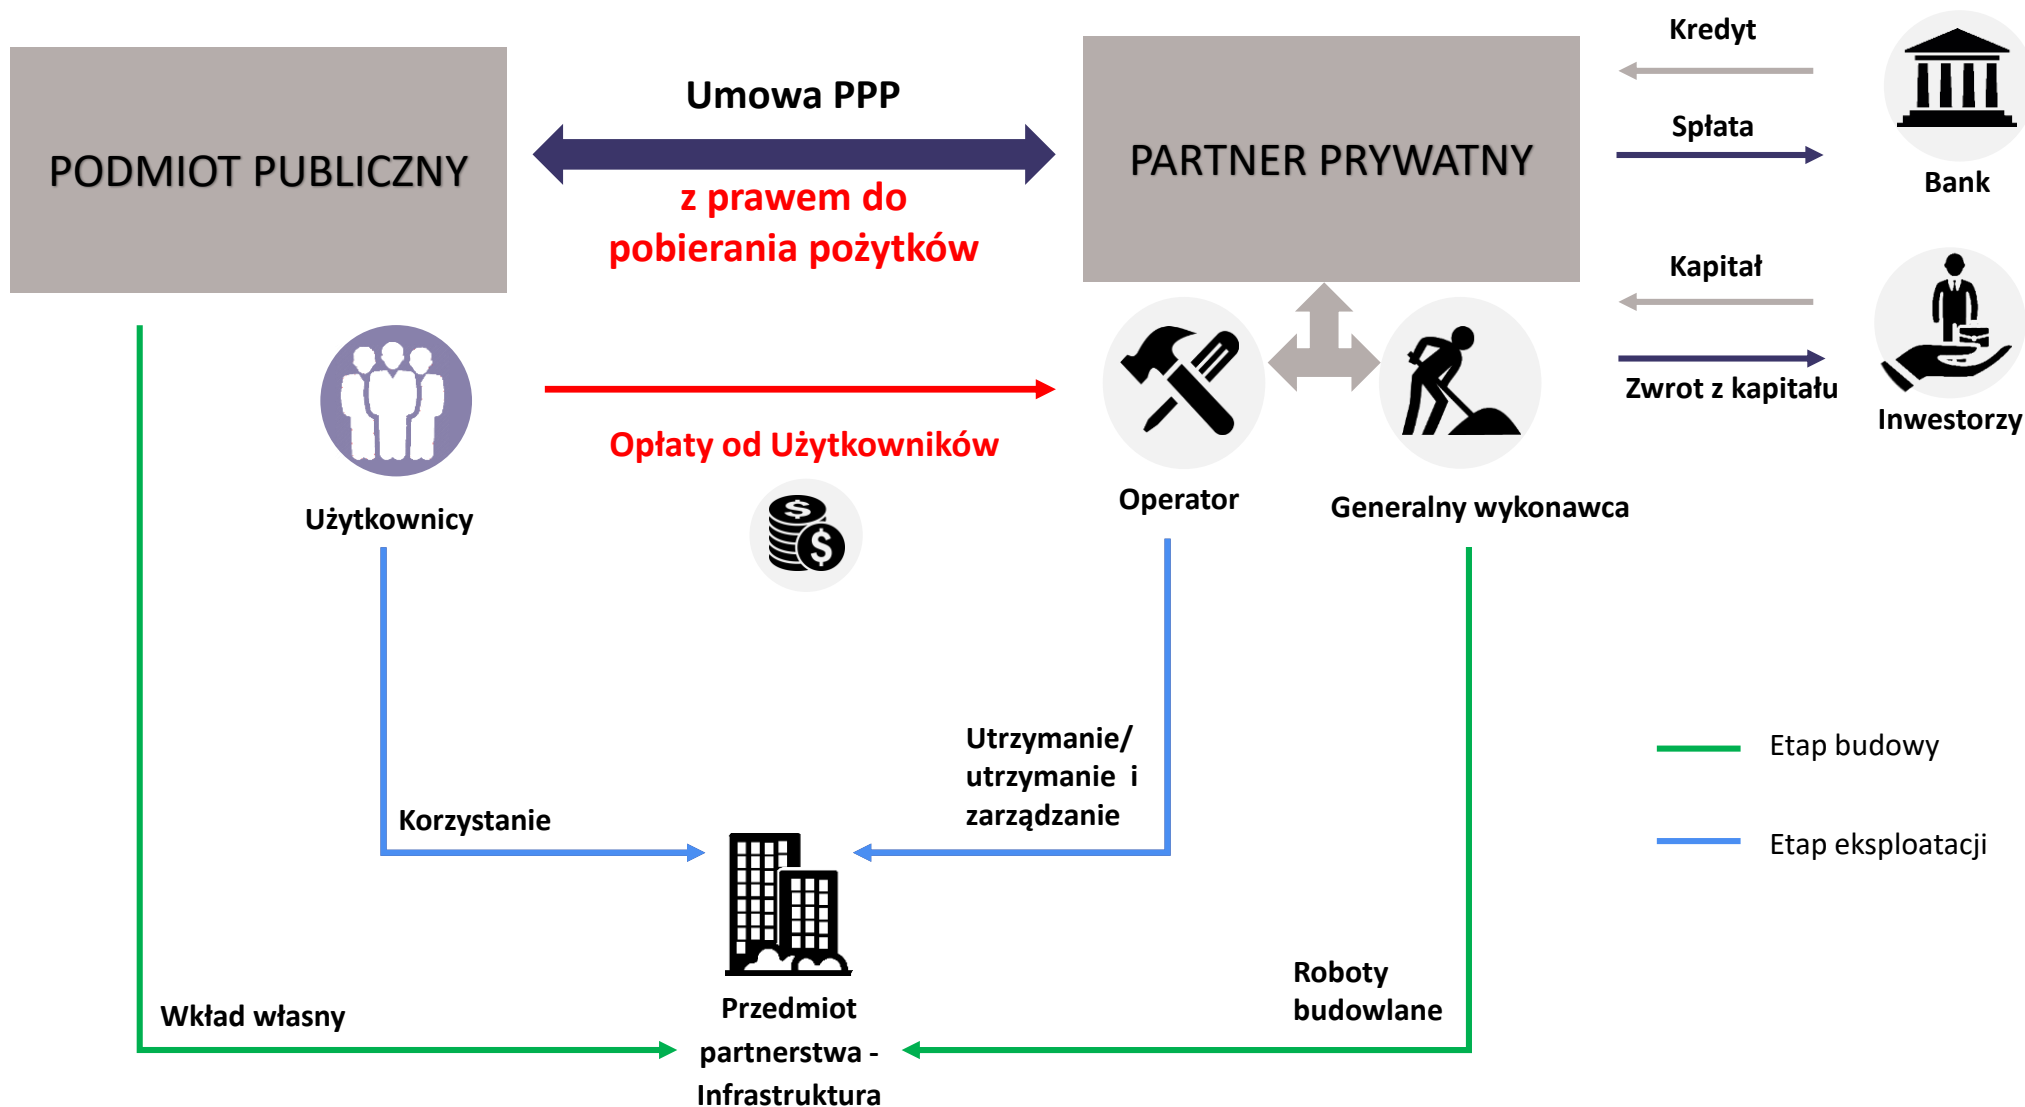 PODMIOT PUBLICZNY
Umowa PPP
z prawem do
pobierania pożytków
PARTNER PRYWATNY
Kredyt
Spłata
Bank
Kapitał
Zwrot z kapitału
Inwestorzy
Użytkownicy
Opłaty od Użytkowników
$
$
Operator
Generalny wykonawca
Korzystanie
Utrzymanie/
utrzymanie i
zarządzanie
Etap budowy
Etap eksploatacji
Wkład własny
Przedmiot
partnerstwa -
Infrastruktura
Roboty
budowlane